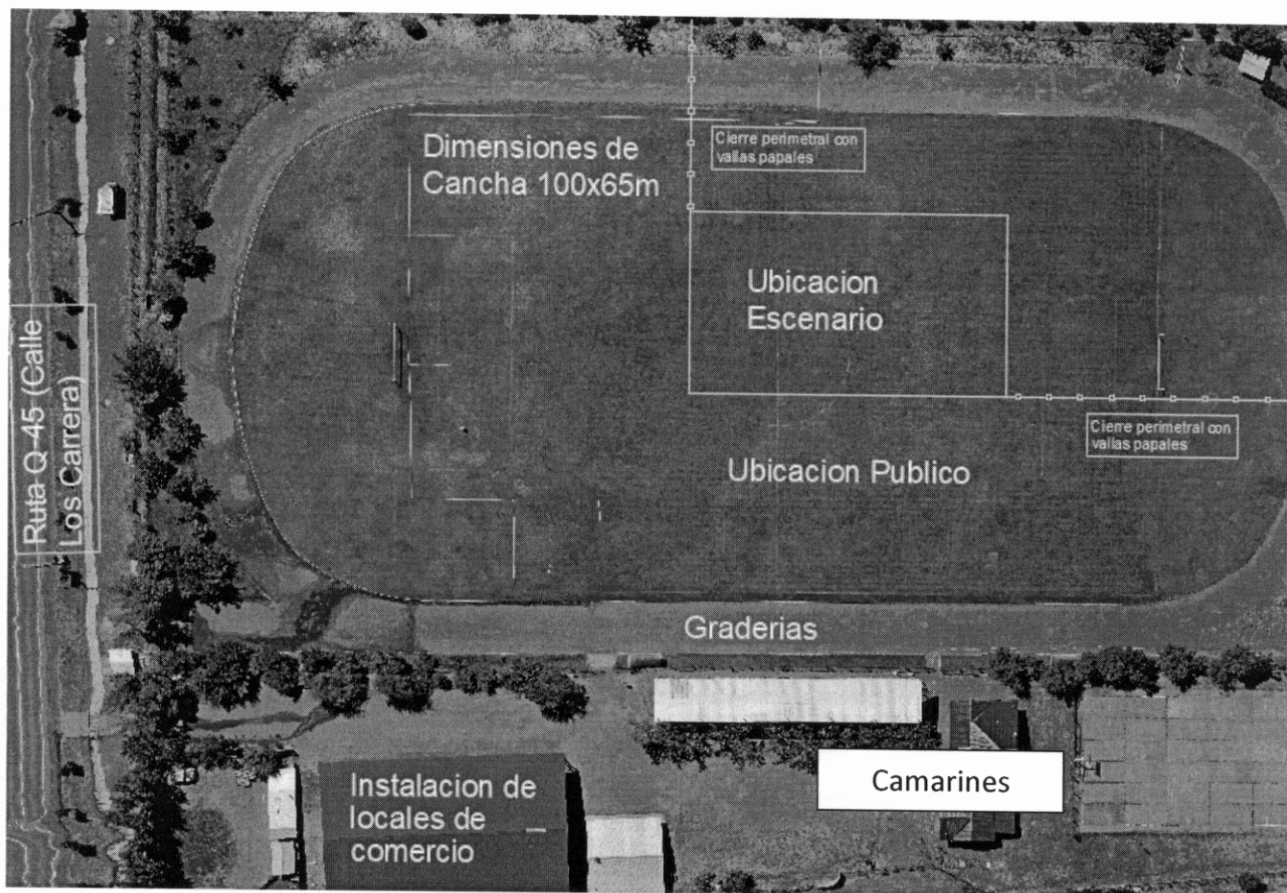 Dimensiones de
Cancha 100x65m
Cierre perimetral con
vallas papales
Ubicacion
Escenario
Ruta Q-45 (Calle
Los Carrera)
Cierre perimetral con
vallas papales
Ubicacion Publico
Graderias
Camarines
Instalacion de
locales de
comercio